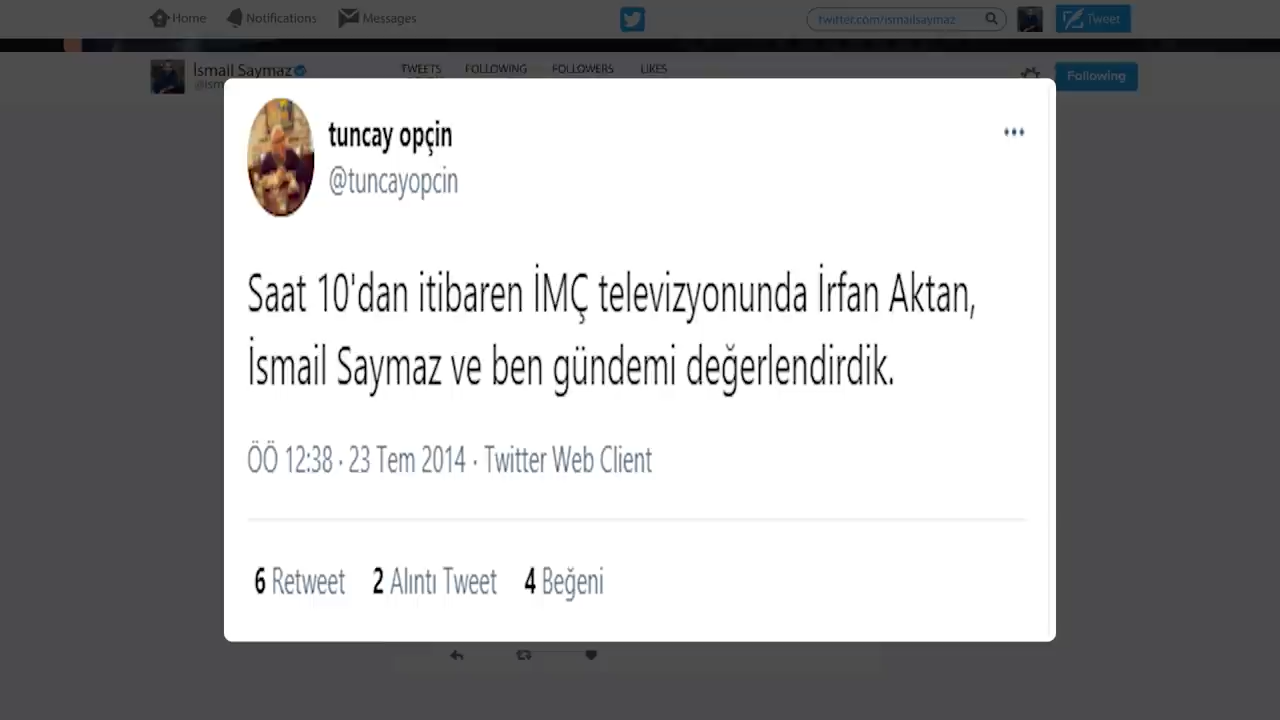 Home Notifications Messages twitter.com/ismailsaymaz Tweet
İsmail Saymaz TWEETS FOLLOWING FOLLOWERS LIKES Following
@ism
tuncay opçin
@tuncayopcin
Saat 10'dan itibaren İMÇ televizyonunda İrfan Aktan,
İsmail Saymaz ve ben gündemi değerlendirdik.
ÖÖ 12:38 · 23 Tem 2014 · Twitter Web Client
6 Retweet 2 Alıntı Tweet 4 Beğeni